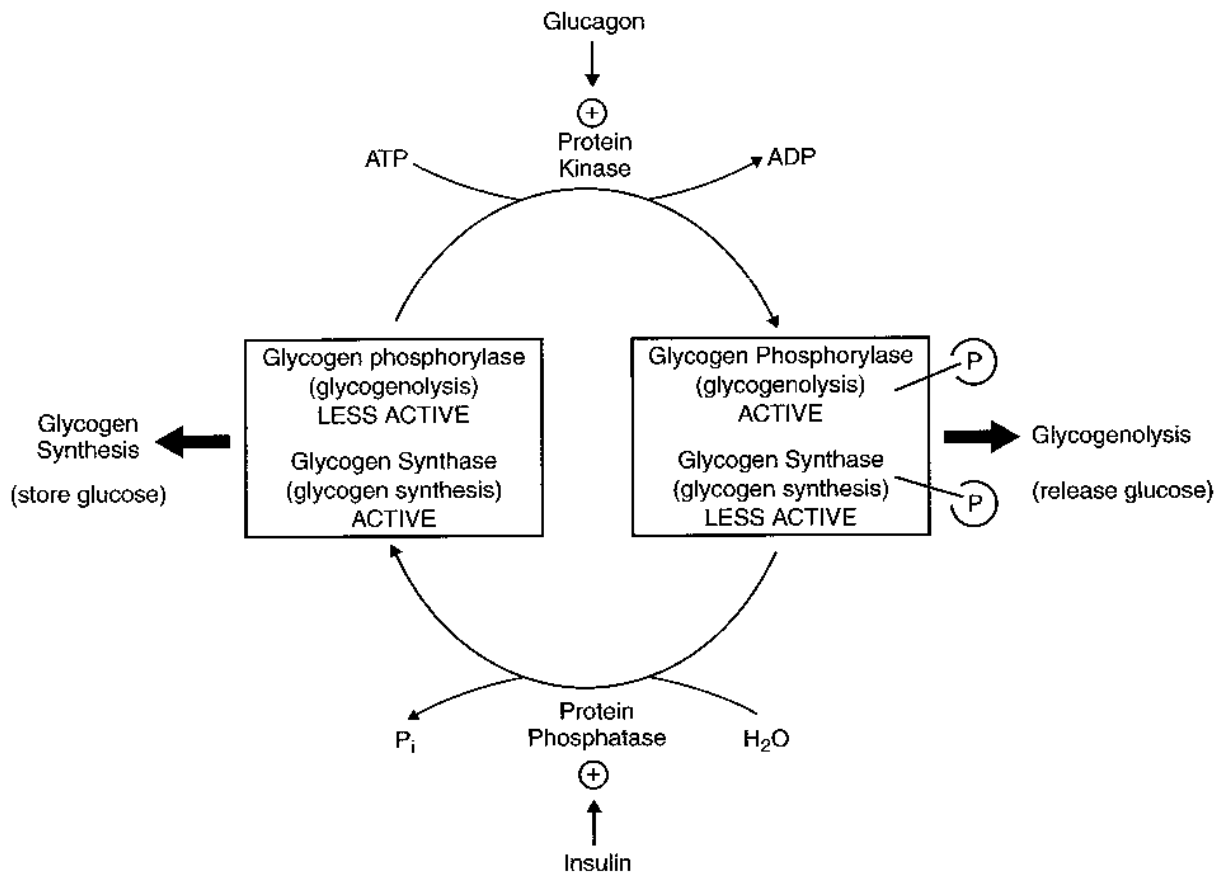 Glucagon
+
Protein
Kinase
ATP
ADP
Glycogen phosphorylase
(glycogenolysis)
LESS ACTIVE
Glycogen Synthase
(glycogen synthesis)
ACTIVE
Glycogen Phosphorylase
(glycogenolysis)
ACTIVE
Glycogen Synthase
(glycogen synthesis)
LESS ACTIVE
P
P
Glycogen
Synthesis
(store glucose)
Glycogenolysis
(release glucose)
Pi
Protein
Phosphatase
H2O
+
Insulin